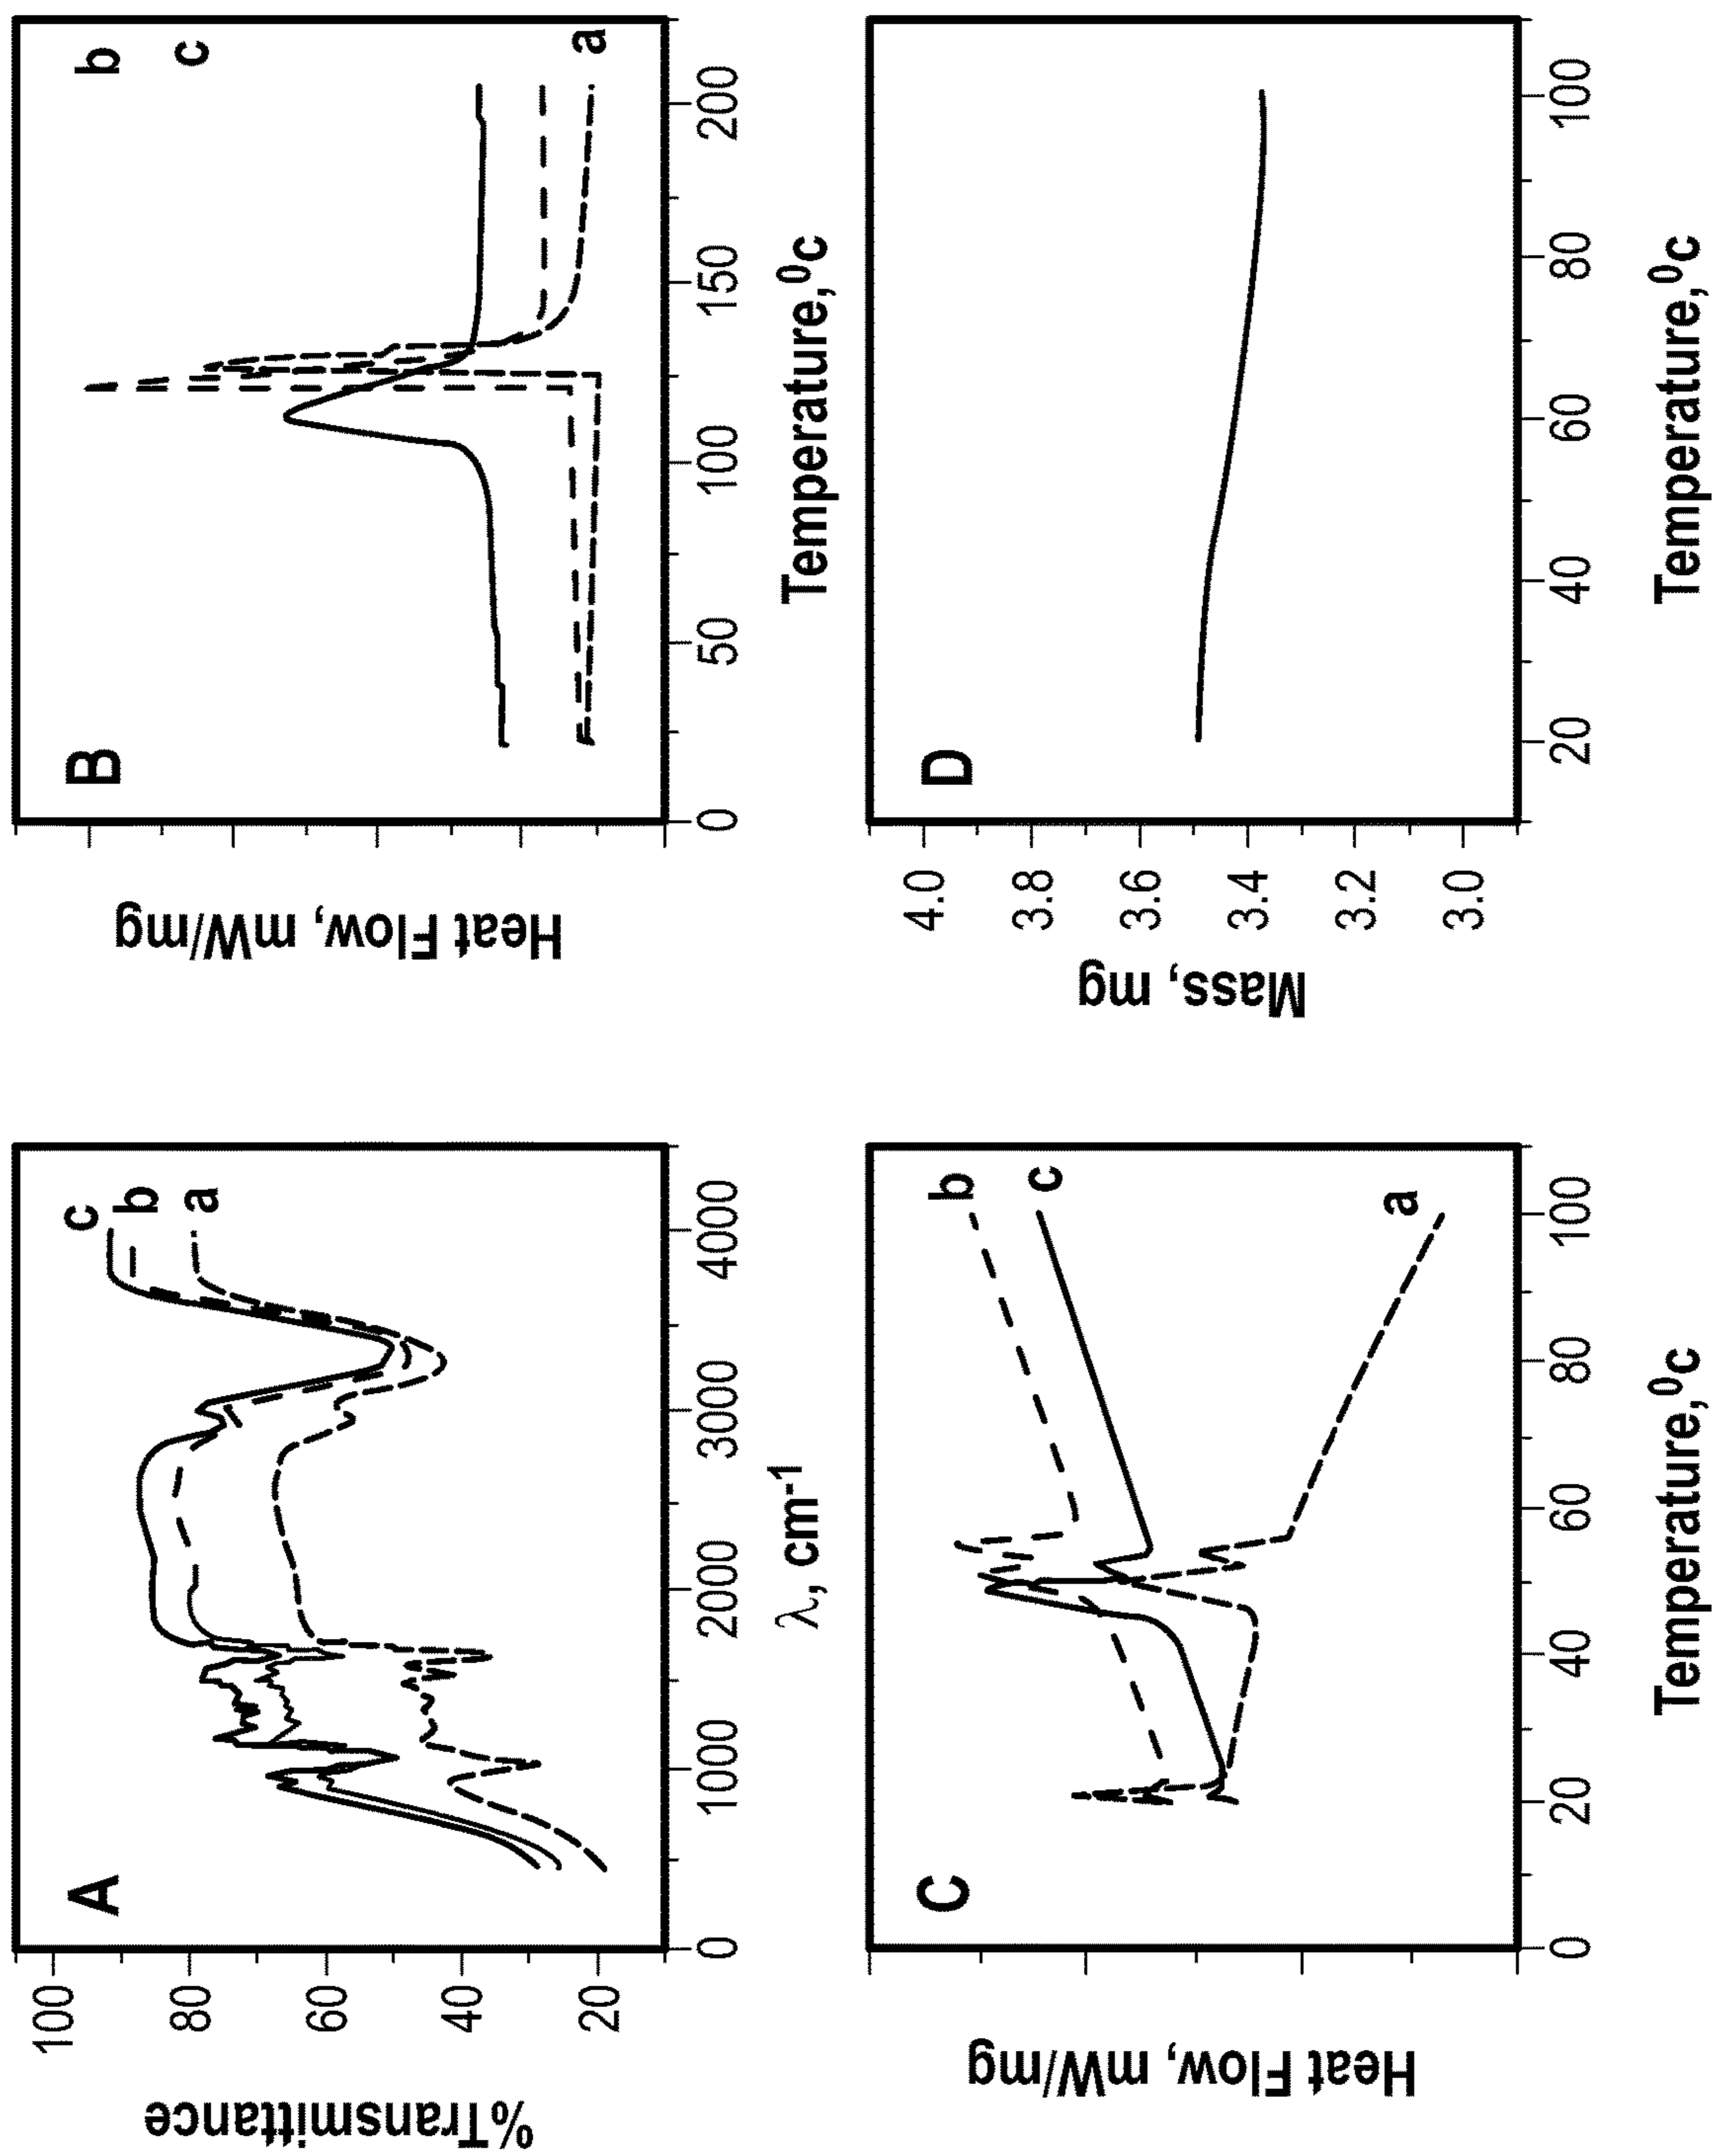 A
c
b
a
100
80
60
40
20
%Transmittance
0
1000
2000
3000
4000
λ, cm-1
B
b
c
a
Heat Flow, mW/mg
0
50
100
150
200
Temperature,0c
C
b
c
a
Heat Flow, mW/mg
0
20
40
60
80
100
Temperature,0c
D
4.0
3.8
3.6
3.4
3.2
3.0
Mass, mg
20
40
60
80
100
Temperature,0c